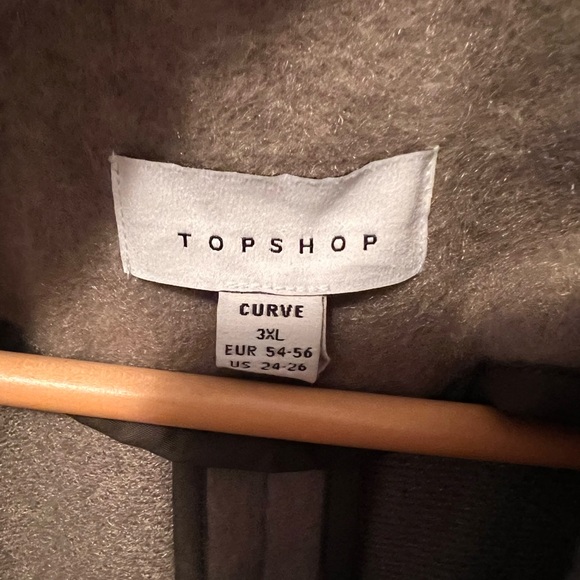 TOPSHOP
CURVE
3XL
EUR 54-56
US 24-26